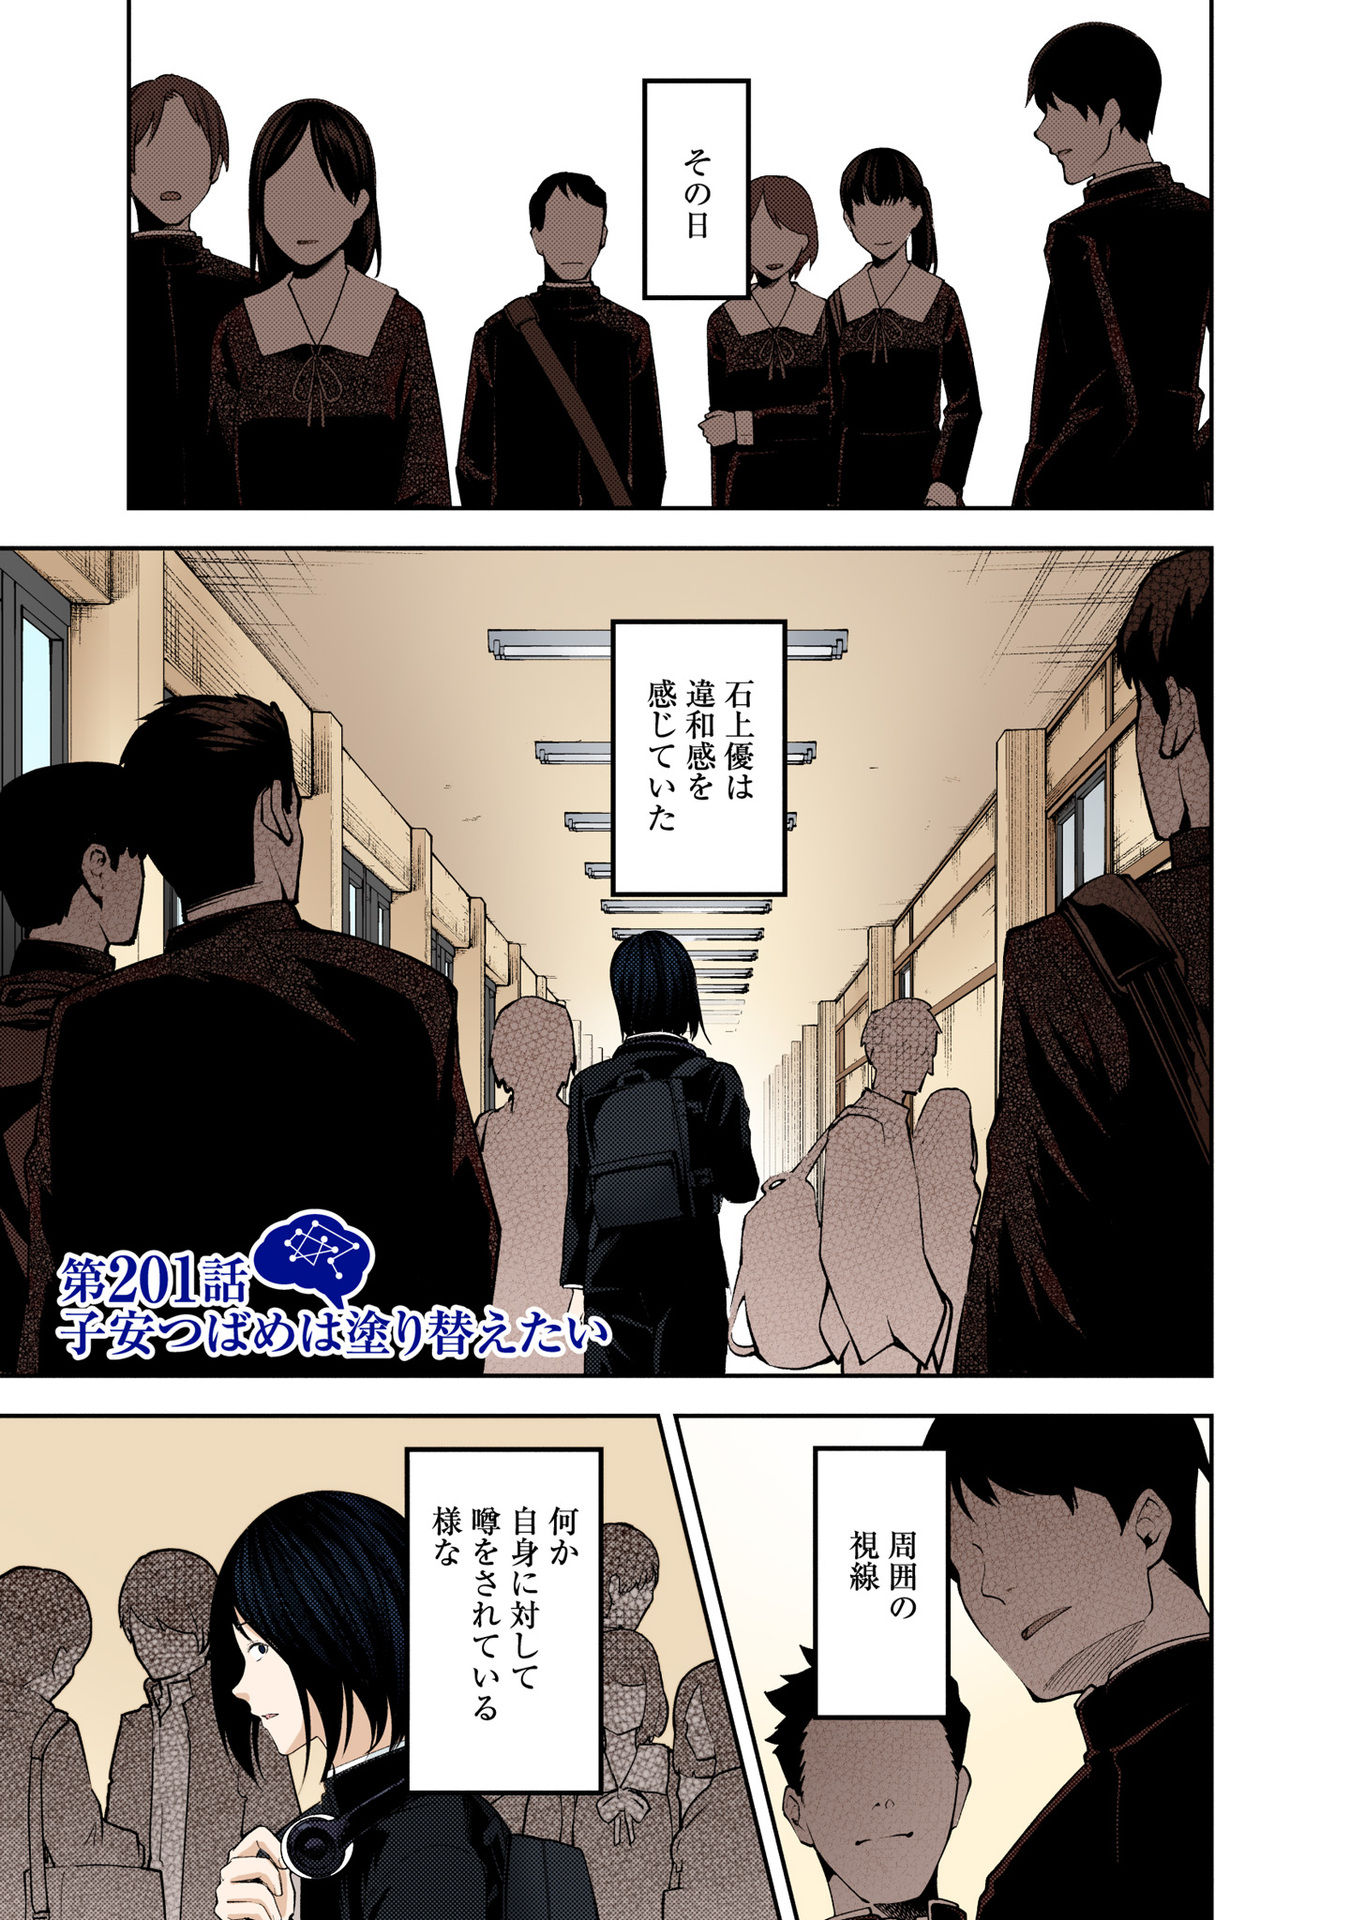 その日
石上優は
違和感を
感じていた
第201話
子安つばめは塗り替えたい
周囲の
視線
何か
自身に対して
噂をされている
様な